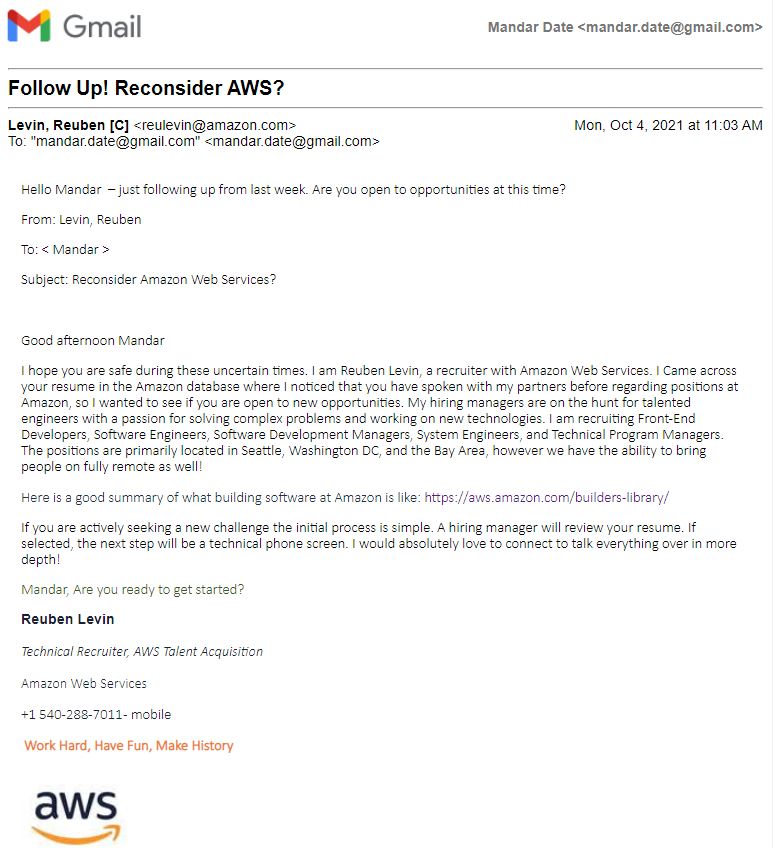 Gmail
Mandar Date <mandar.date@gmail.com>
Follow Up! Reconsider AWS?
Levin, Reuben [C] <reulevin@amazon.com>
Mon, Oct 4, 2021 at 11:03 AM
To: "mandar.date@gmail.com" <mandar.date@gmail.com>
Hello Mandar – just following up from last week. Are you open to opportunities at this time?
From: Levin, Reuben
To: < Mandar >
Subject: Reconsider Amazon Web Services?
Good afternoon Mandar
I hope you are safe during these uncertain times. I am Reuben Levin, a recruiter with Amazon Web Services. I Came across
your resume in the Amazon database where I noticed that you have spoken with my partners before regarding positions at
Amazon, so I wanted to see if you are open to new opportunities. My hiring managers are on the hunt for talented
engineers with a passion for solving complex problems and working on new technologies. I am recruiting Front-End
Developers, Software Engineers, Software Development Managers, System Engineers, and Technical Program Managers.
The positions are primarily located in Seattle, Washington DC, and the Bay Area, however we have the ability to bring
people on fully remote as well!
Here is a good summary of what building software at Amazon is like: https://aws.amazon.com/builders-library/
If you are actively seeking a new challenge the initial process is simple. A hiring manager will review your resume. If
selected, the next step will be a technical phone screen. I would absolutely love to connect to talk everything over in more
depth!
Mandar, Are you ready to get started?
Reuben Levin
Technical Recruiter, AWS Talent Acquisition
Amazon Web Services
+1 540-288-7011- mobile
Work Hard, Have Fun, Make History
aws